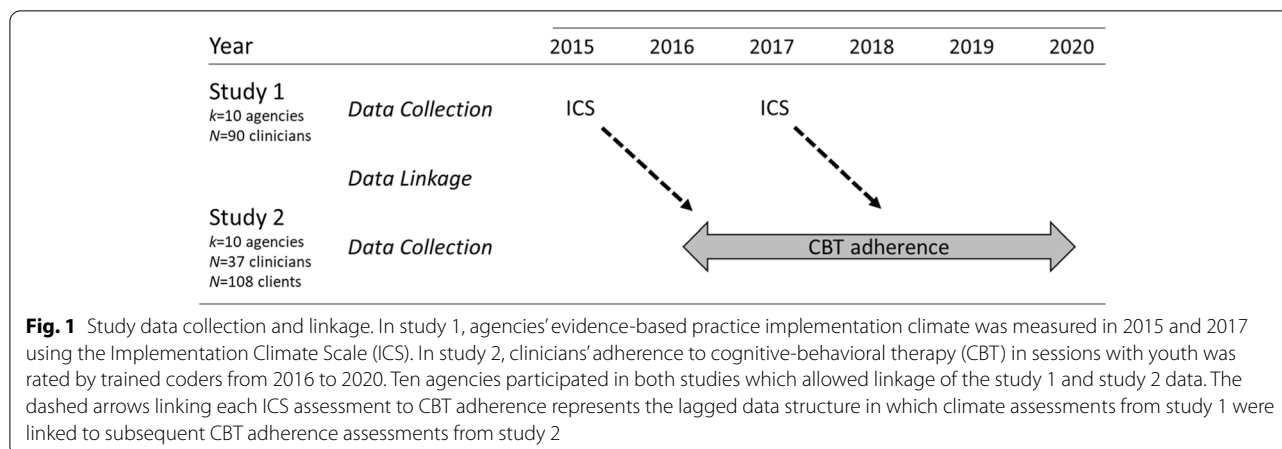 Year 2015 2016 2017 2018 2019 2020
Study 1
k=10 agencies
N=90 clinicians
Data Collection ICS ICS
Data Linkage
Study 2
k=10 agencies
N=37 clinicians
N=108 clients
Data Collection CBT adherence
Fig. 1 Study data collection and linkage. In study 1, agencies' evidence-based practice implementation climate was measured in 2015 and 2017
using the Implementation Climate Scale (ICS). In study 2, clinicians' adherence to cognitive-behavioral therapy (CBT) in sessions with youth was
rated by trained coders from 2016 to 2020. Ten agencies participated in both studies which allowed linkage of the study 1 and study 2 data. The
dashed arrows linking each ICS assessment to CBT adherence represents the lagged data structure in which climate assessments from study 1 were
linked to subsequent CBT adherence assessments from study 2